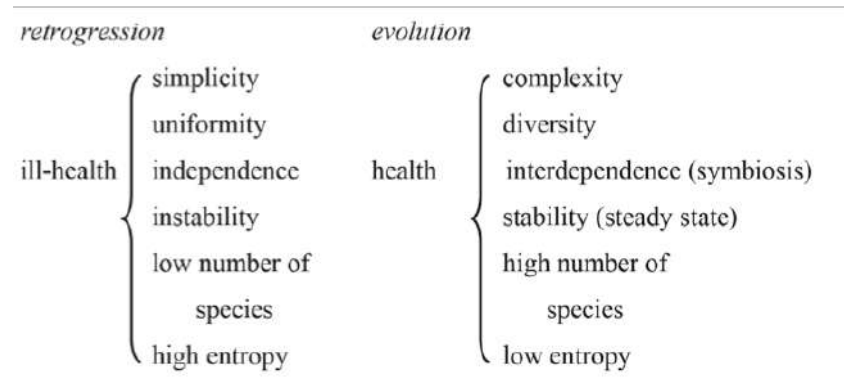 retrogression
evolution
ill-health
simplicity
uniformity
independence
instability
low number of
species
high entropy
health
complexity
diversity
interdependence (symbiosis)
stability (steady state)
high number of
species
low entropy